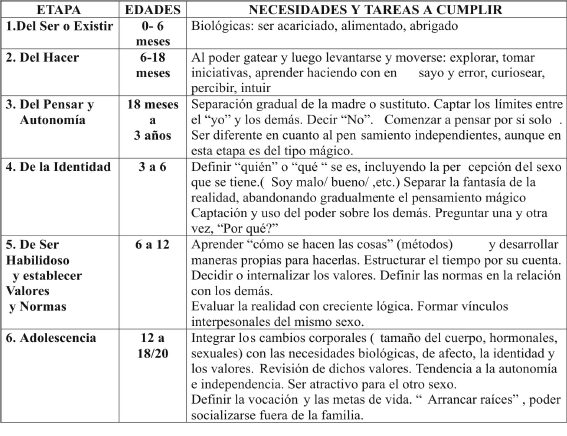 ETAPA EDADES NECESIDADES Y TAREAS A CUMPLIR
1.Del Ser o Existir 0- 6 Biológicas: ser acariciado, alimentado, abrigado
meses
2. Del Hacer 6-18 Al poder gatear y luego levantarse y moverse: explorar, tomar
meses iniciativas, aprender haciendo con en sayo y error, curiosear,
percibir, intuir
3. Del Pensar y 18 meses Separación gradual de la madre o sustituto. Captar los límites entre
Autonomía a el “yo” y los demás. Decir “No”. Comenzar a pensar por si solo .
3 años Ser diferente en cuanto al pen samiento independientes, aunque en
esta etapa es del tipo mágico.
4. De la Identidad 3 a 6 Definir “quién” o “qué “ se es, incluyendo la per cepción del sexo
que se tiene.( Soy malo/ bueno/ ,etc.) Separar la fantasía de la
realidad, abandonando gradualmente el pensamiento mágico
Captación y uso del poder sobre los demás. Preguntar una y otra
vez, “Por qué?”
5. De Ser 6 a 12 Aprender “cómo se hacen las cosas” (métodos) y desarrollar
Habilidoso maneras propias para hacerlas. Estructurar el tiempo por su cuenta.
y establecer Decidir o internalizar los valores. Definir las normas en la relación
Valores con los demás.
y Normas Evaluar la realidad con creciente lógica. Formar vínculos
interpesonales del mismo sexo.
6. Adolescencia 12 a Integrar los cambios corporales ( tamaño del cuerpo, hormonales,
18/20 sexuales) con las necesidades biológicas, de afecto, la identidad y
los valores. Revisión de dichos valores. Tendencia a la autonomía
e independencia. Ser atractivo para el otro sexo.
Definir la vocación y las metas de vida. “ Arrancar raíces” , poder
socializarse fuera de la familia.